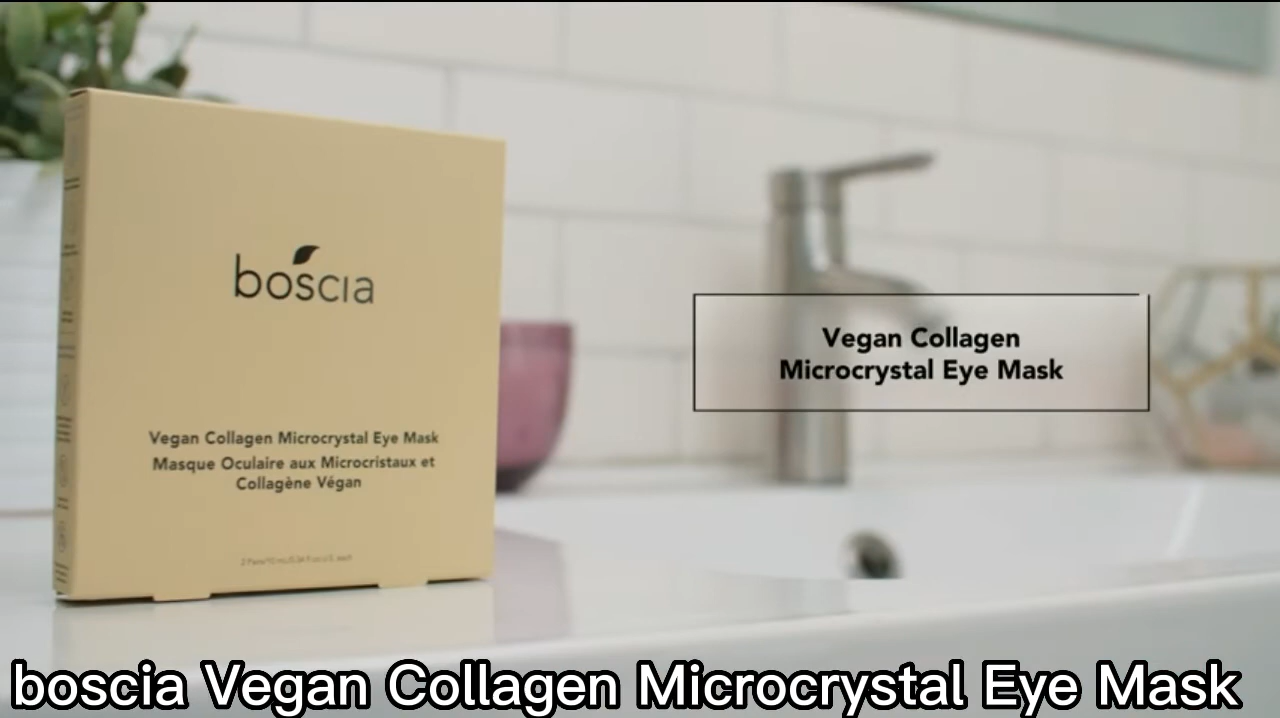 boscia
Vegan Collagen Microcrystal Eye Mask
Masque Oculaire aux Microcristaux et
Collagène Végan
Vegan Collagen
Microcrystal Eye Mask
boscia Vegan Collagen Microcrystal Eye Mask